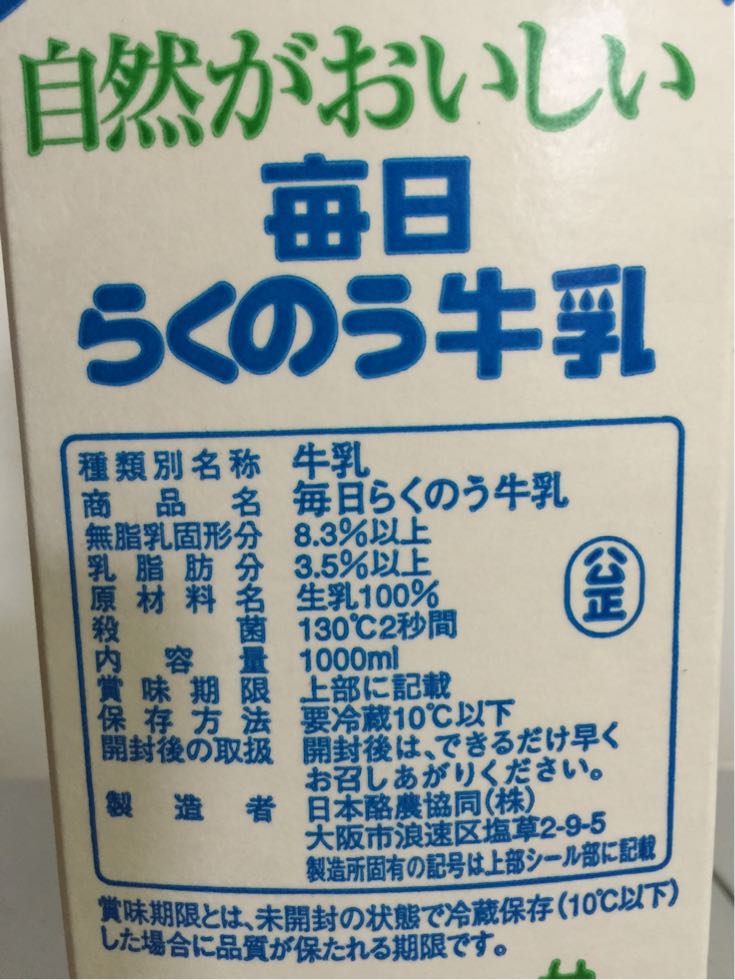 自然がおいしい
毎日
らくのう牛乳
種類別名称 牛乳
商品名 毎日らくのう牛乳
無脂乳固形分 8.3%以上
乳脂肪分 3.5%以上
原材料名 生乳100%
殺菌 130℃2秒間
内容量 1000ml
賞味期限 上部に記載
保存方法 要冷蔵10℃以下
開封後の取扱 開封後は、できるだけ早く
お召しあがりください。
製造者 日本酪農協同(株)
大阪市浪速区塩草2-9-5
製造所固有の記号は上部シール部に記載
公正
賞味期限とは、未開封の状態で冷蔵保存(10℃以下)
した場合に品質が保たれる期限です。